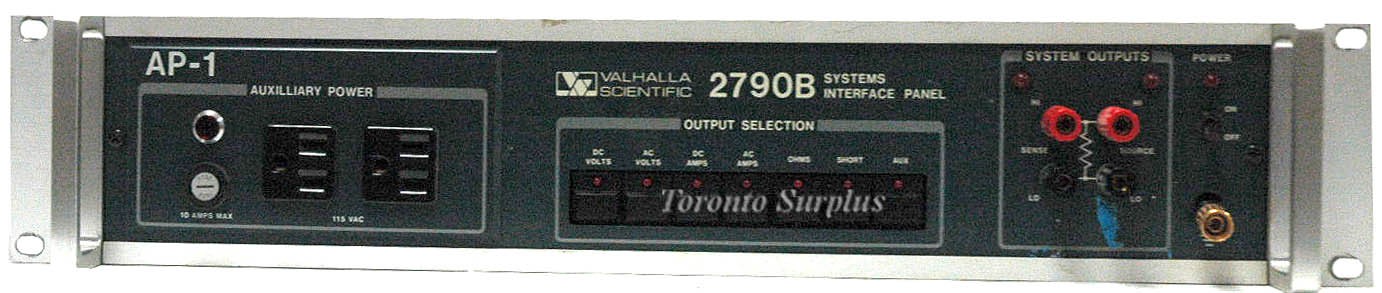 AP-1
AUXILLIARY POWER
10 AMPS MAX
115 VAC
VALHALLA
SCIENTIFIC
2790B
SYSTEMS
INTERFACE PANEL
OUTPUT SELECTION
DC
VOLTS
AC
VOLTS
DC
AMPS
AC
AMPS
OHMS
SHORT
AUX
Toronto Surplus
SYSTEM OUTPUTS
HI
HI
SENSE
SOURCE
LO
LO
POWER
ON
OFF